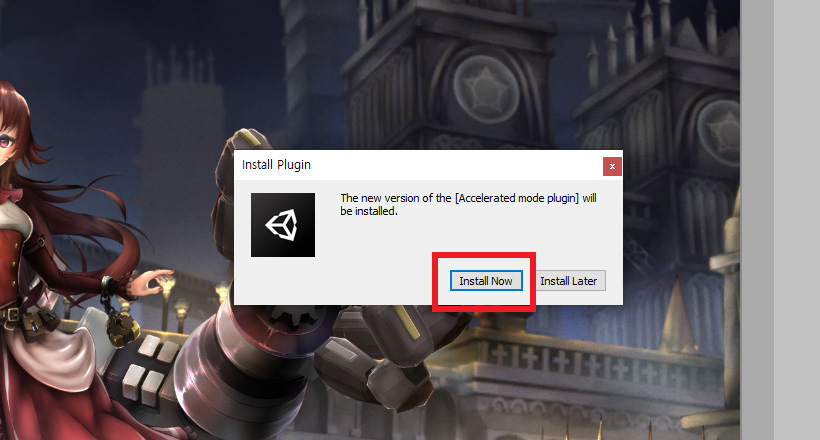 Install Plugin
x
The new version of the [Accelerated mode plugin] will
be installed.
Install Now
Install Later